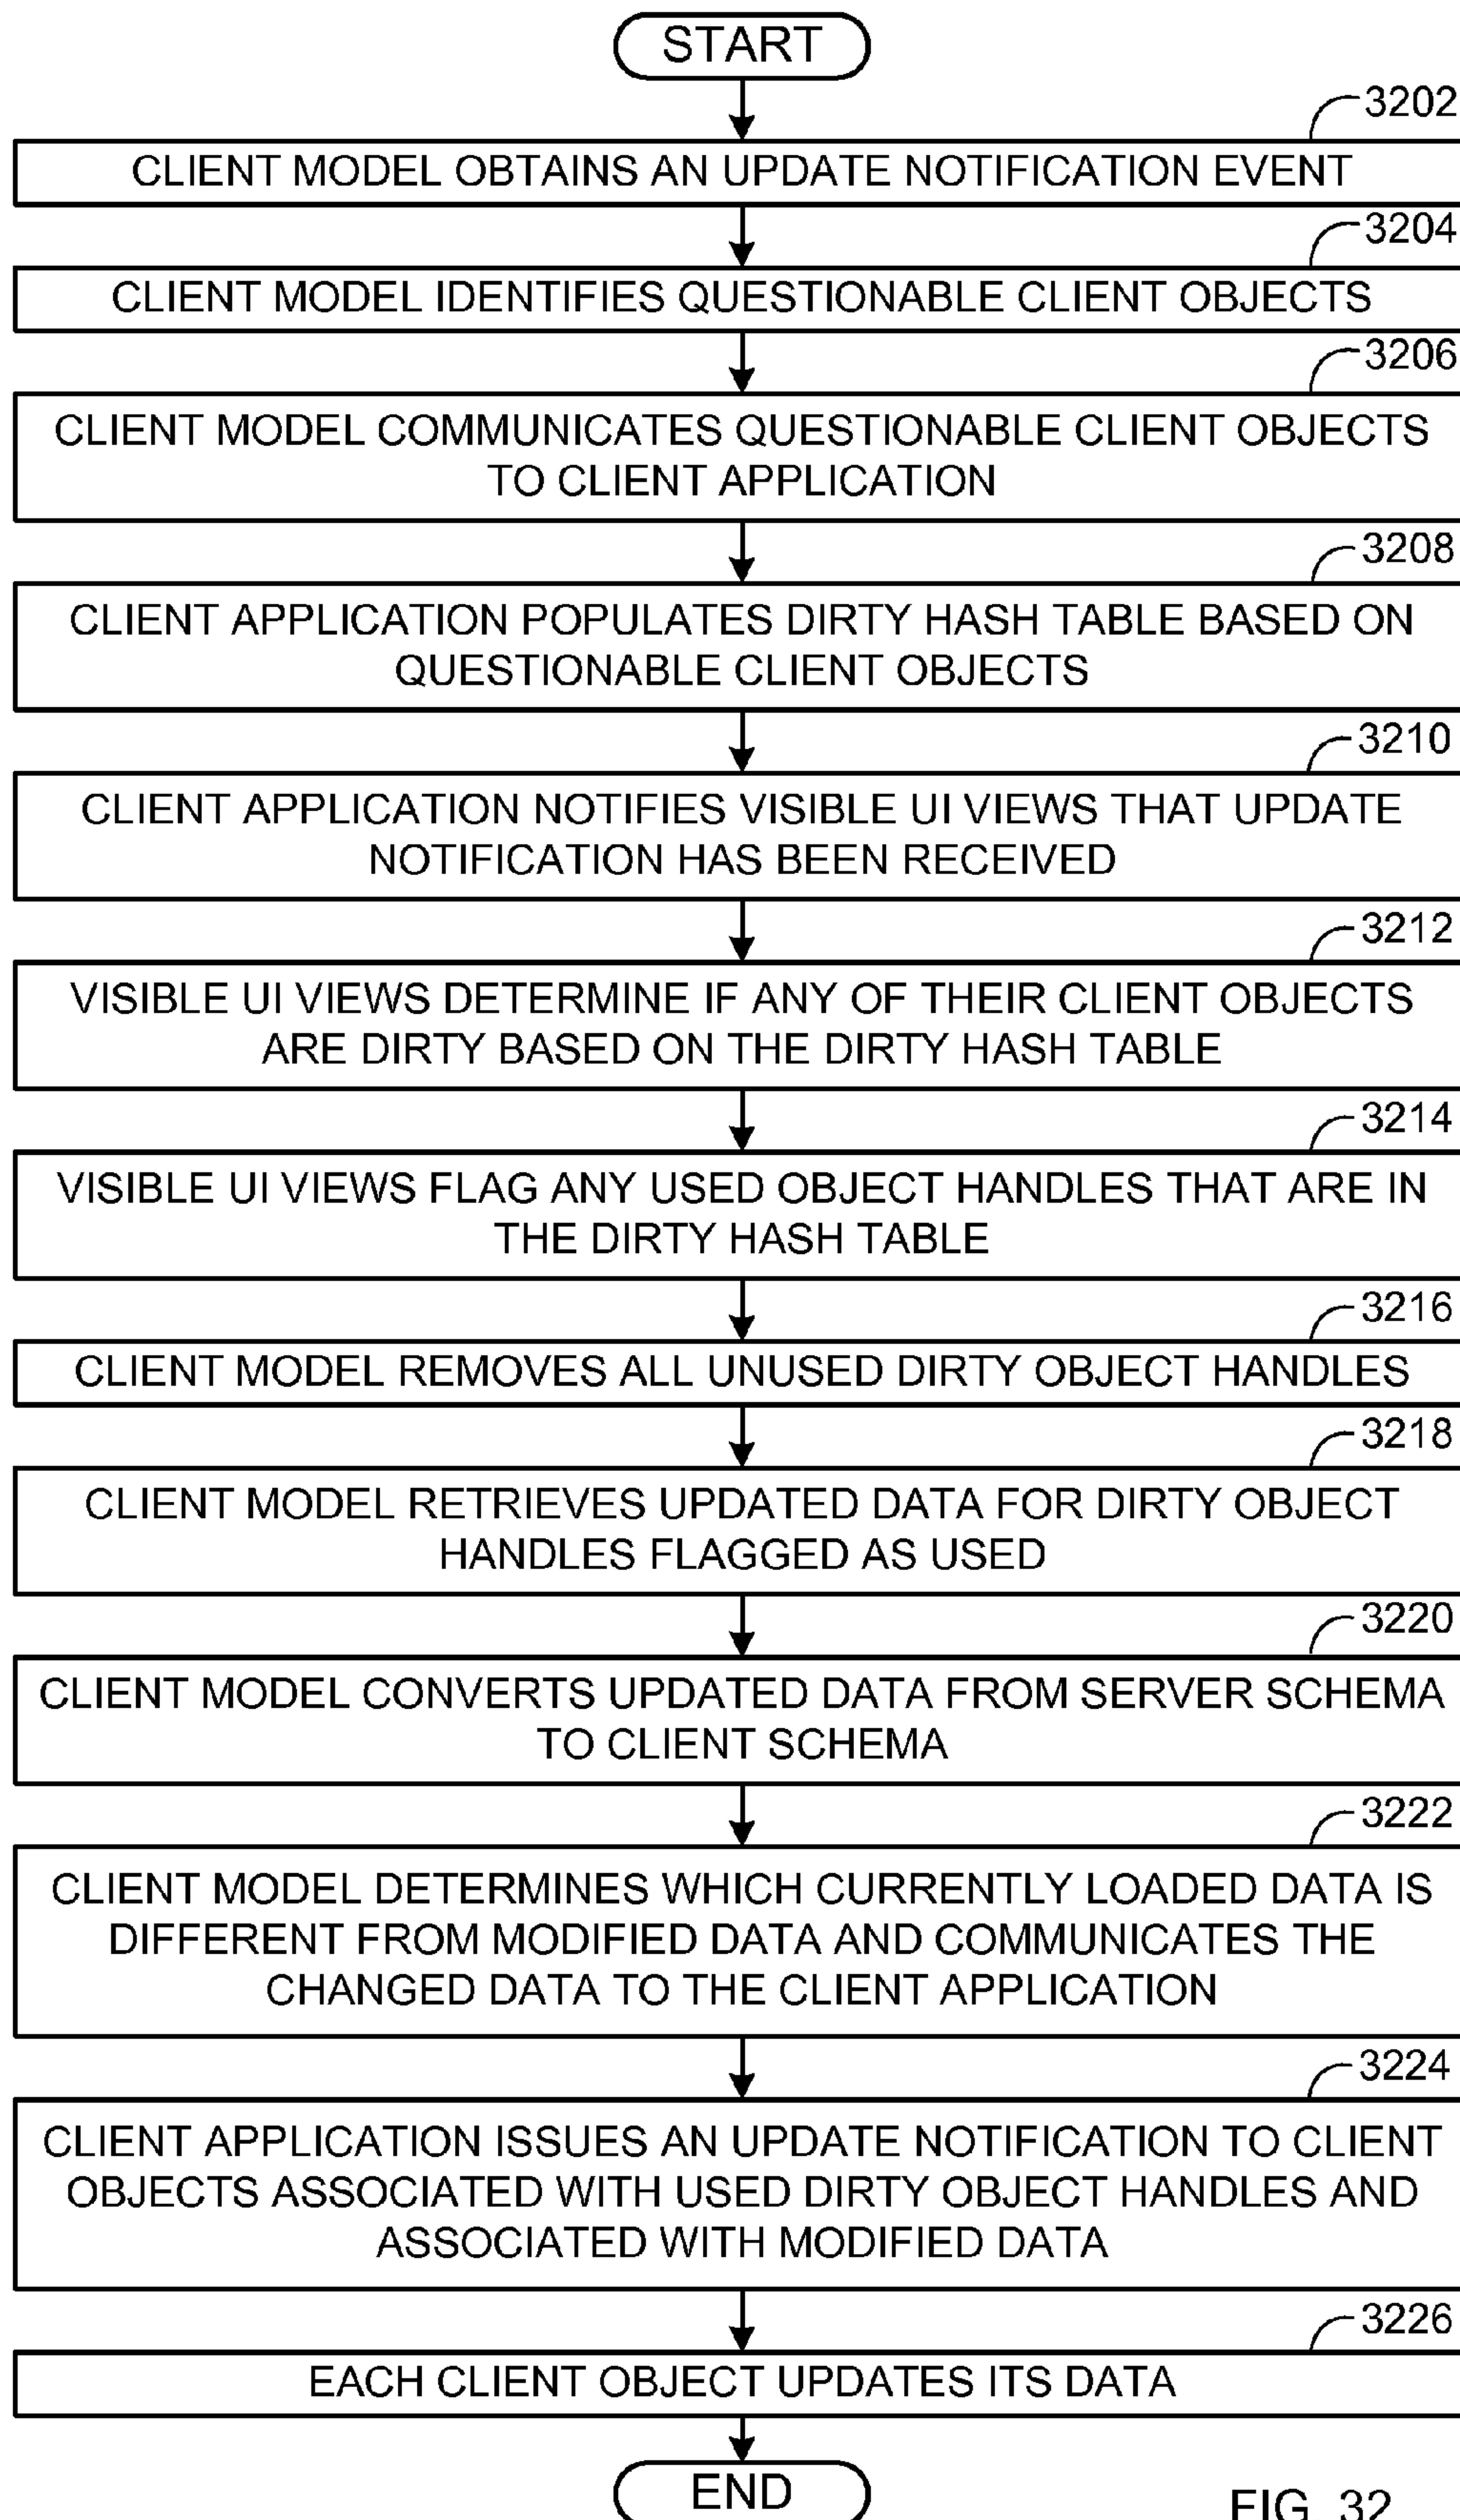 START
3202
CLIENT MODEL OBTAINS AN UPDATE NOTIFICATION EVENT
3204
CLIENT MODEL IDENTIFIES QUESTIONABLE CLIENT OBJECTS
3206
CLIENT MODEL COMMUNICATES QUESTIONABLE CLIENT OBJECTS
TO CLIENT APPLICATION
3208
CLIENT APPLICATION POPULATES DIRTY HASH TABLE BASED ON
QUESTIONABLE CLIENT OBJECTS
3210
CLIENT APPLICATION NOTIFIES VISIBLE UI VIEWS THAT UPDATE
NOTIFICATION HAS BEEN RECEIVED
3212
VISIBLE UI VIEWS DETERMINE IF ANY OF THEIR CLIENT OBJECTS
ARE DIRTY BASED ON THE DIRTY HASH TABLE
3214
VISIBLE UI VIEWS FLAG ANY USED OBJECT HANDLES THAT ARE IN
THE DIRTY HASH TABLE
3216
CLIENT MODEL REMOVES ALL UNUSED DIRTY OBJECT HANDLES
3218
CLIENT MODEL RETRIEVES UPDATED DATA FOR DIRTY OBJECT
HANDLES FLAGGED AS USED
3220
CLIENT MODEL CONVERTS UPDATED DATA FROM SERVER SCHEMA
TO CLIENT SCHEMA
3222
CLIENT MODEL DETERMINES WHICH CURRENTLY LOADED DATA IS
DIFFERENT FROM MODIFIED DATA AND COMMUNICATES THE
CHANGED DATA TO THE CLIENT APPLICATION
3224
CLIENT APPLICATION ISSUES AN UPDATE NOTIFICATION TO CLIENT
OBJECTS ASSOCIATED WITH USED DIRTY OBJECT HANDLES AND
ASSOCIATED WITH MODIFIED DATA
3226
EACH CLIENT OBJECT UPDATES ITS DATA
END
FIG. 32